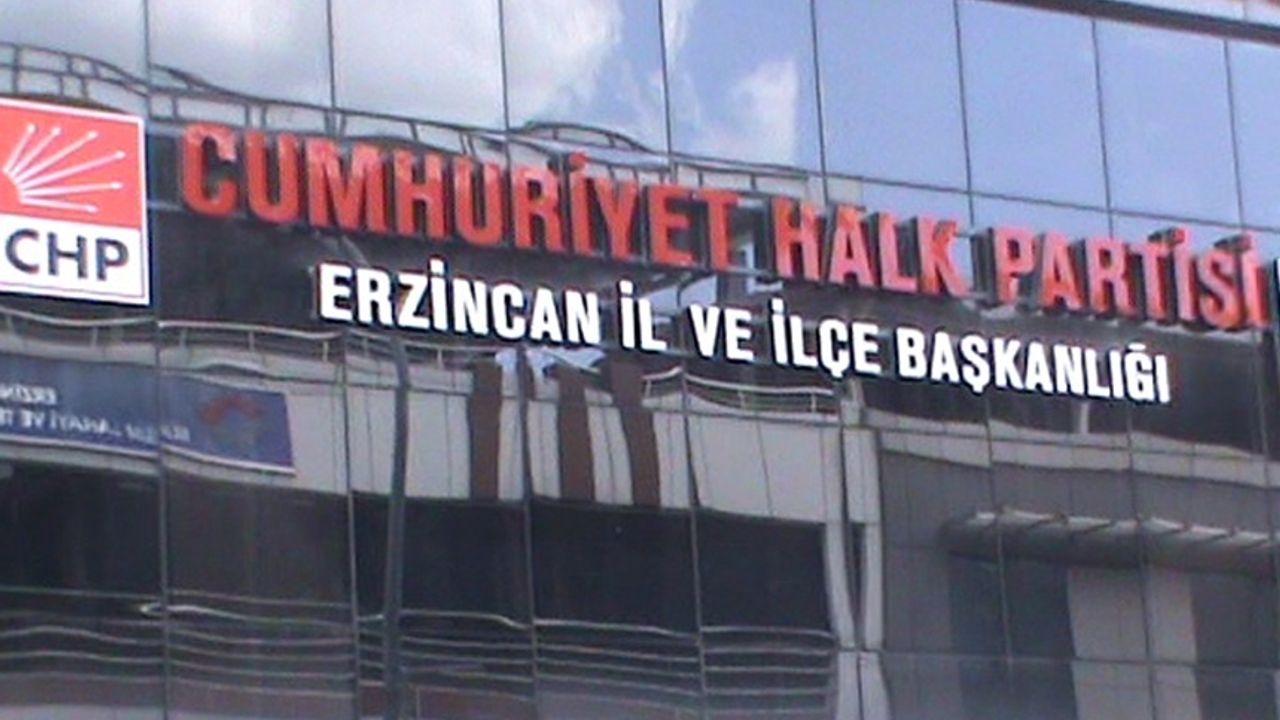 CHP
CUMHURİYET HALK PARTİSİ
ERZİNCAN İL VE İLÇE BAŞKANLIĞI